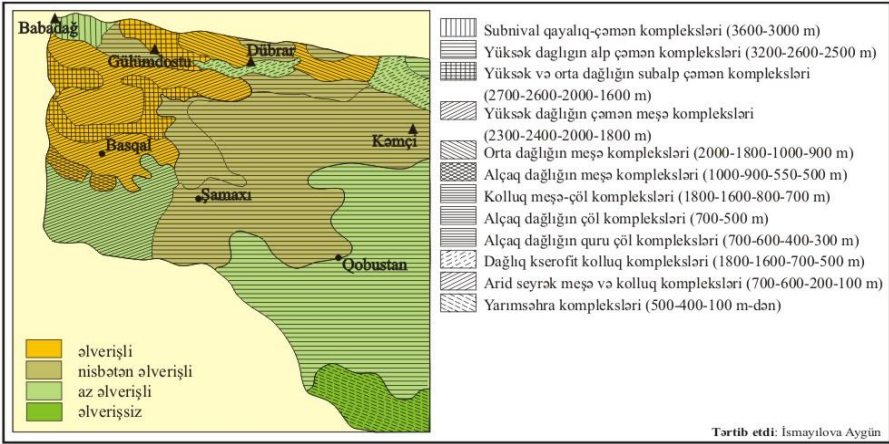 Babadağ
Gülümdostu
Dübrar
Kəmçi
Basqal
Şamaxı
Qobustan
əlverişli
nisbətən əlverişli
az əlverişli
əlverişsiz
Subnival qayalıq-çəmən kompleksləri (3600-3000 m)
Yüksək daglıgın alp çəmən kompleksləri (3200-2600-2500 m)
Yüksək və orta dağlığın subalp çəmən kompleksləri
(2700-2600-2000-1600 m)
Yüksək dağlığın çəmən meşə kompleksləri
(2300-2400-2000-1800 m)
Orta dağlığın meşə kompleksləri (2000-1800-1000-900 m)
Alçaq dağlığın meşə kompleksləri (1000-900-550-500 m)
Kolluq meşə-çöl kompleksləri (1800-1600-800-700 m)
Alçaq dağlığın çöl kompleksləri (700-500 m)
Alçaq dağlığın quru çöl kompleksləri (700-600-400-300 m)
Dağlıq kserofit kolluq kompleksləri (1800-1600-700-500 m)
Arid seyrək meşə və kolluq kompleksləri (700-600-200-100 m)
Yarımsəhra kompleksləri (500-400-100 m-dən)
Tərtib etdi: İsmayılova Aygün